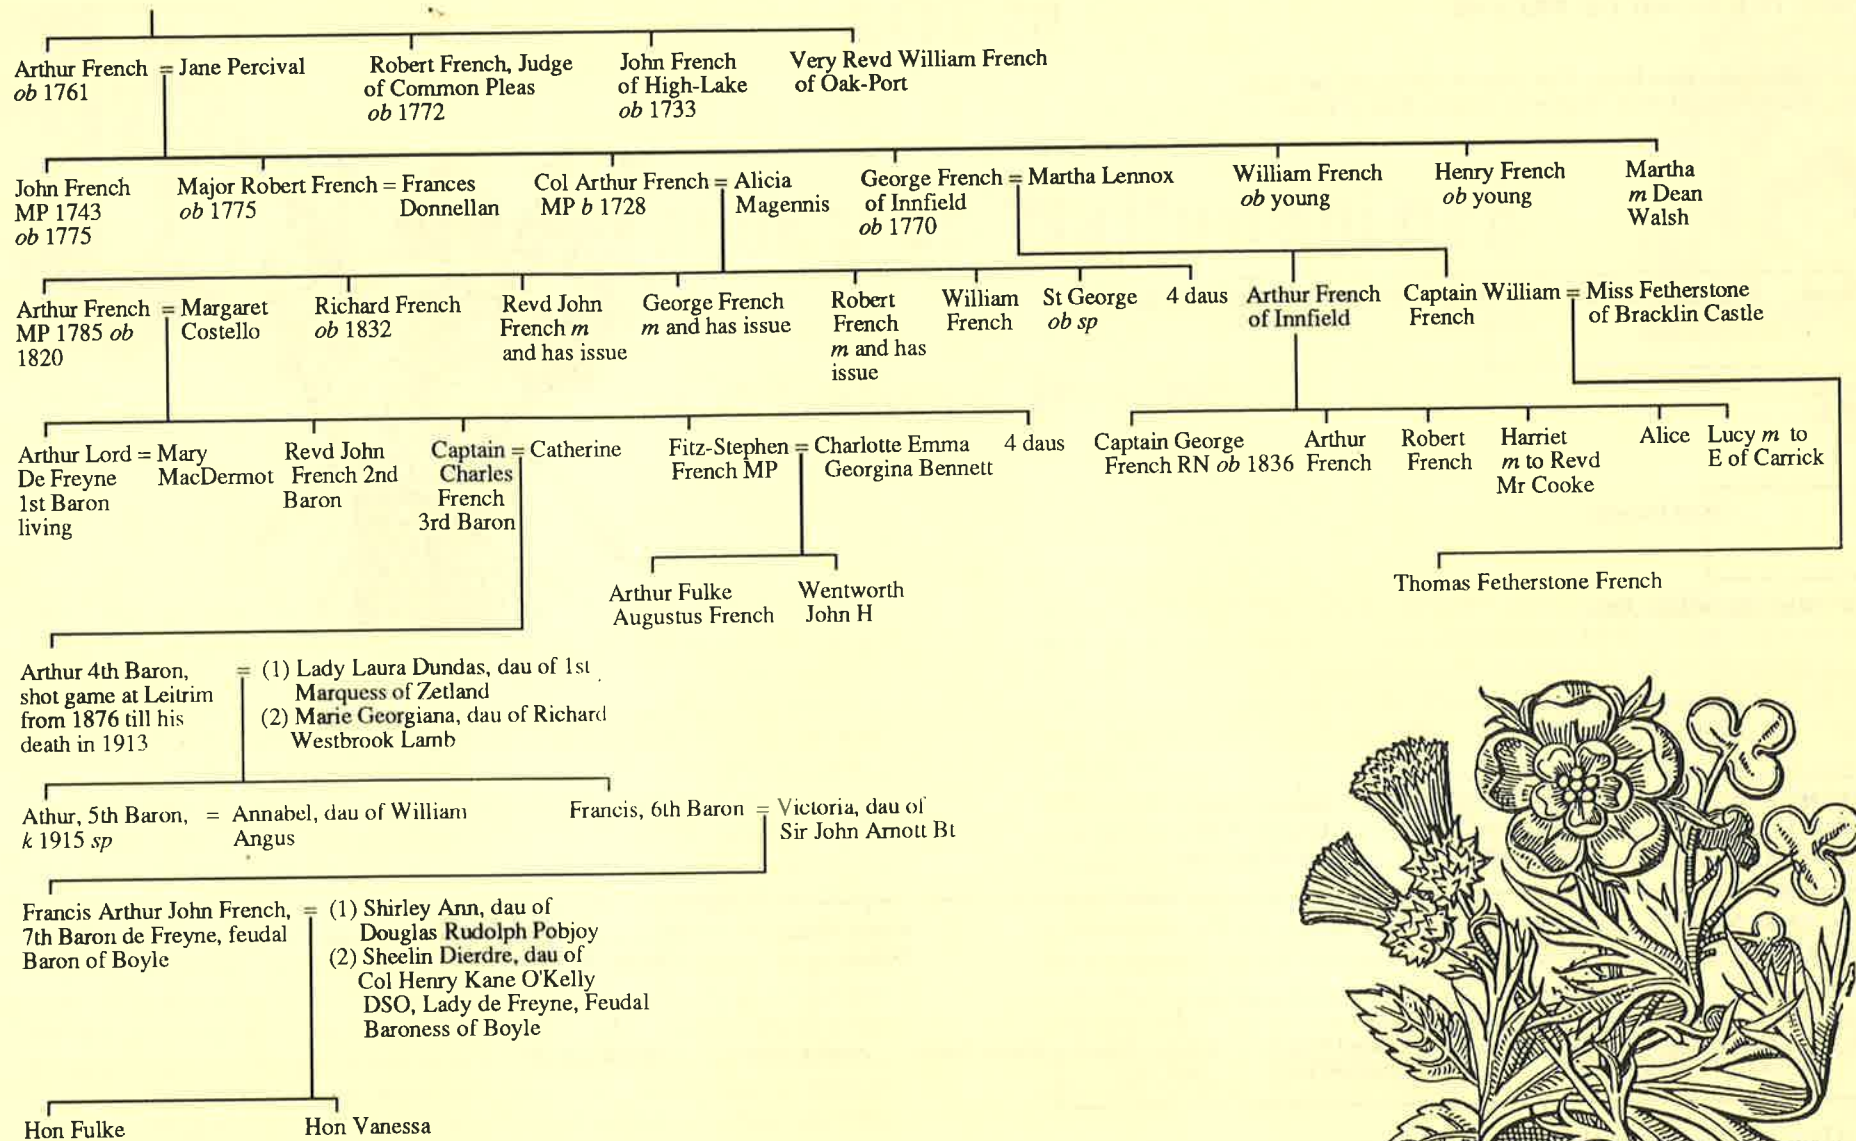 Arthur French = Jane Percival
ob 1761
Robert French, Judge
of Common Pleas
ob 1772
John French
of High-Lake
ob 1733
Very Revd William French
of Oak-Port
John French
MP 1743
ob 1775
Major Robert French = Frances
ob 1775 Donnellan
Col Arthur French = Alicia
MP b 1728 Magennis
George French = Martha Lennox
of Innfield
ob 1770
William French
ob young
Henry French
ob young
Martha
m Dean
Walsh
Arthur French = Margaret
MP 1785 ob Costello
1820
Richard French
ob 1832
Revd John
French m
and has issue
George French
m and has issue
Robert
French
m and has
issue
William
French
St George
ob sp
4 daus
Arthur French
of Innfield
Captain William = Miss Fetherstone
French of Bracklin Castle
Arthur Lord = Mary
De Freyne MacDermot
1st Baron
living
Revd John
French 2nd
Baron
Captain = Catherine
Charles
French
3rd Baron
Fitz-Stephen = Charlotte Emma
French MP Georgina Bennett
4 daus
Captain George
French RN ob 1836
Arthur
French
Robert
French
Harriet
m to Revd
Mr Cooke
Alice
Lucy m to
E of Carrick
Arthur Fulke
Augustus French
Wentworth
John H
Thomas Fetherstone French
Arthur 4th Baron, = (1) Lady Laura Dundas, dau of 1st
shot game at Leitrim Marquess of Zetland
from 1876 till his (2) Marie Georgiana, dau of Richard
death in 1913 Westbrook Lamb
Athur, 5th Baron, = Annabel, dau of William
k 1915 sp Angus
Francis, 6th Baron = Victoria, dau of
Sir John Arnott Bt
Francis Arthur John French, = (1) Shirley Ann, dau of
7th Baron de Freyne, feudal Douglas Rudolph Pobjoy
Baron of Boyle (2) Sheelin Dierdre, dau of
Col Henry Kane O'Kelly
DSO, Lady de Freyne, Feudal
Baroness of Boyle
Hon Fulke
Hon Vanessa